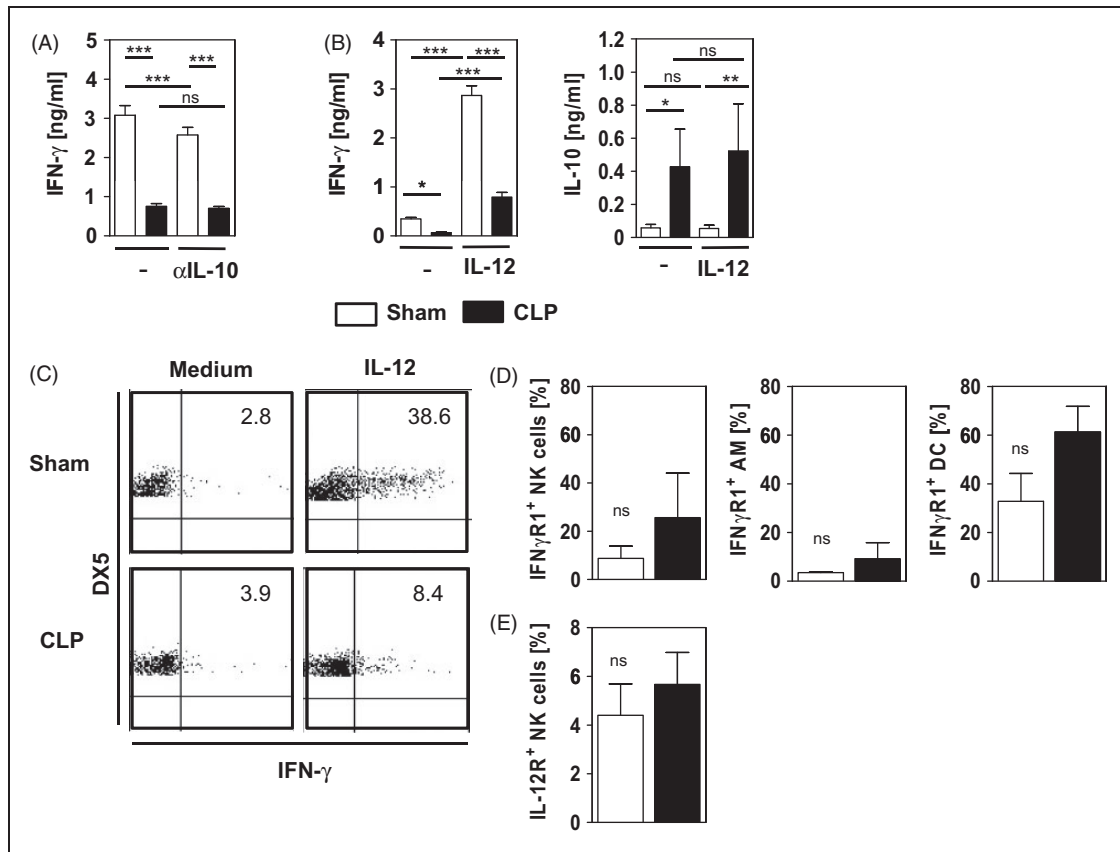 (A)
IFN-γ [ng/ml]
5
4
3
2
1
0
***
***
***
ns
- αIL-10
(B)
IFN-γ [ng/ml]
4
3
2
1
0
***
***
***
*
- IL-12
IL-10 [ng/ml]
1.2
1.0
0.8
0.6
0.4
0.2
0
ns
ns
**
*
- IL-12
Sham CLP
(C)
Medium IL-12
Sham
2.8 38.6
DX5
CLP
3.9 8.4
IFN-γ
(D)
IFNγR1+ NK cells [%]
80
60
40
20
0
ns
IFNγR1+ AM [%]
80
60
40
20
0
ns
IFNγR1+ DC [%]
80
60
40
20
0
ns
(E)
IL-12R+ NK cells [%]
8
6
4
2
0
ns